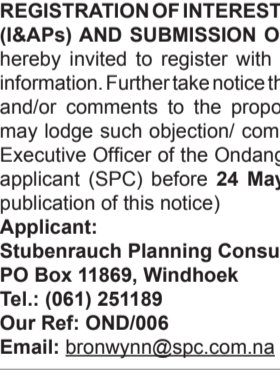 REGISTRATION OF INTEREST
(I&APs) AND SUBMISSION O
hereby invited to register with
information. Further take notice th
and/or comments to the propo
may lodge such objection/ com
Executive Officer of the Ondang
applicant (SPC) before 24 May
publication of this notice)
Applicant:
Stubenrauch Planning Consu
PO Box 11869, Windhoek
Tel.: (061) 251189
Our Ref: OND/006
Email: bronwynn@spc.com.na